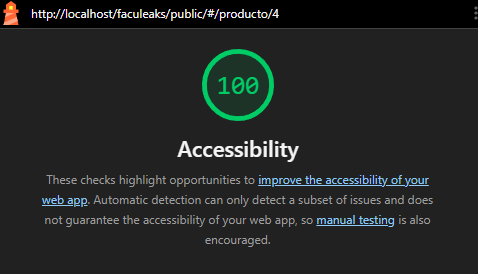 http://localhost/faculeaks/public/#/producto/4
100
Accessibility
These checks highlight opportunities to improve the accessibility of your
web app. Automatic detection can only detect a subset of issues and does
not guarantee the accessibility of your web app, so manual testing is also
encouraged.